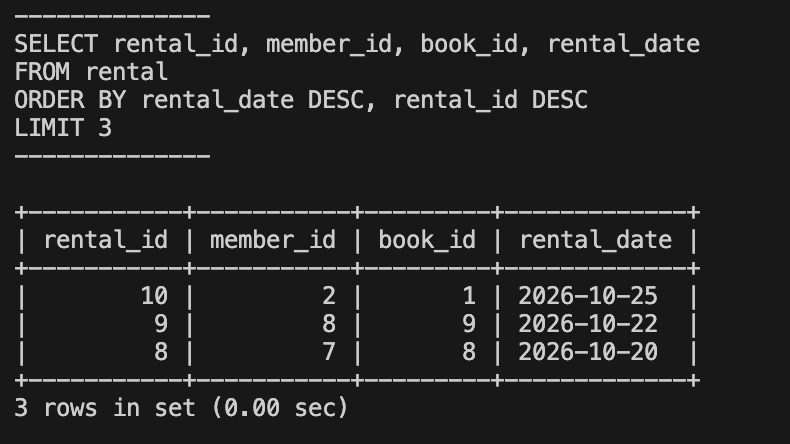 --------------
SELECT rental_id, member_id, book_id, rental_date
FROM rental
ORDER BY rental_date DESC, rental_id DESC
LIMIT 3
--------------

+-----------+-----------+---------+-------------+
| rental_id | member_id | book_id | rental_date |
+-----------+-----------+---------+-------------+
|        10 |         2 |       1 | 2026-10-25  |
|         9 |         8 |       9 | 2026-10-22  |
|         8 |         7 |       8 | 2026-10-20  |
+-----------+-----------+---------+-------------+
3 rows in set (0.00 sec)